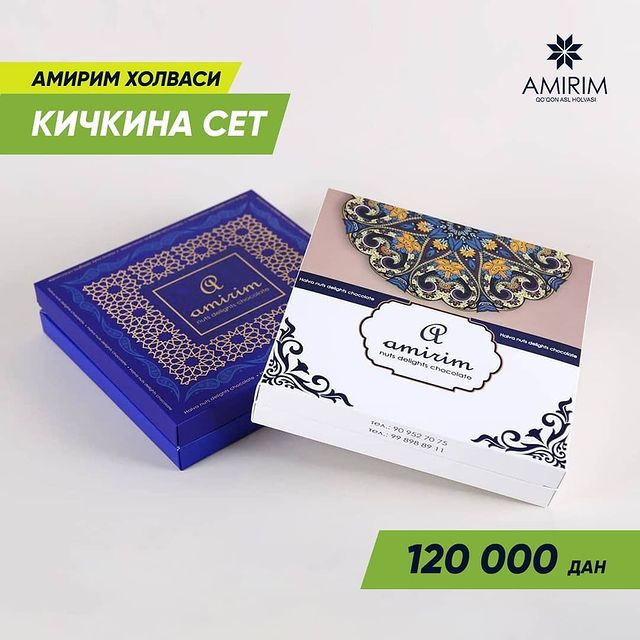 АМИРИМ ХОЛВАСИ
КИЧКИНА СЕТ
AMIRIM
QO'QON ASL HOLVASI
amirim
nuts delights chocolate
Halva nuts delights chocolate
Halva nuts delights chocolate
amirim
nuts delights chocolate
тел.: 90 952 70 75
тел.: 99 898 89 11
120 000 ДАН